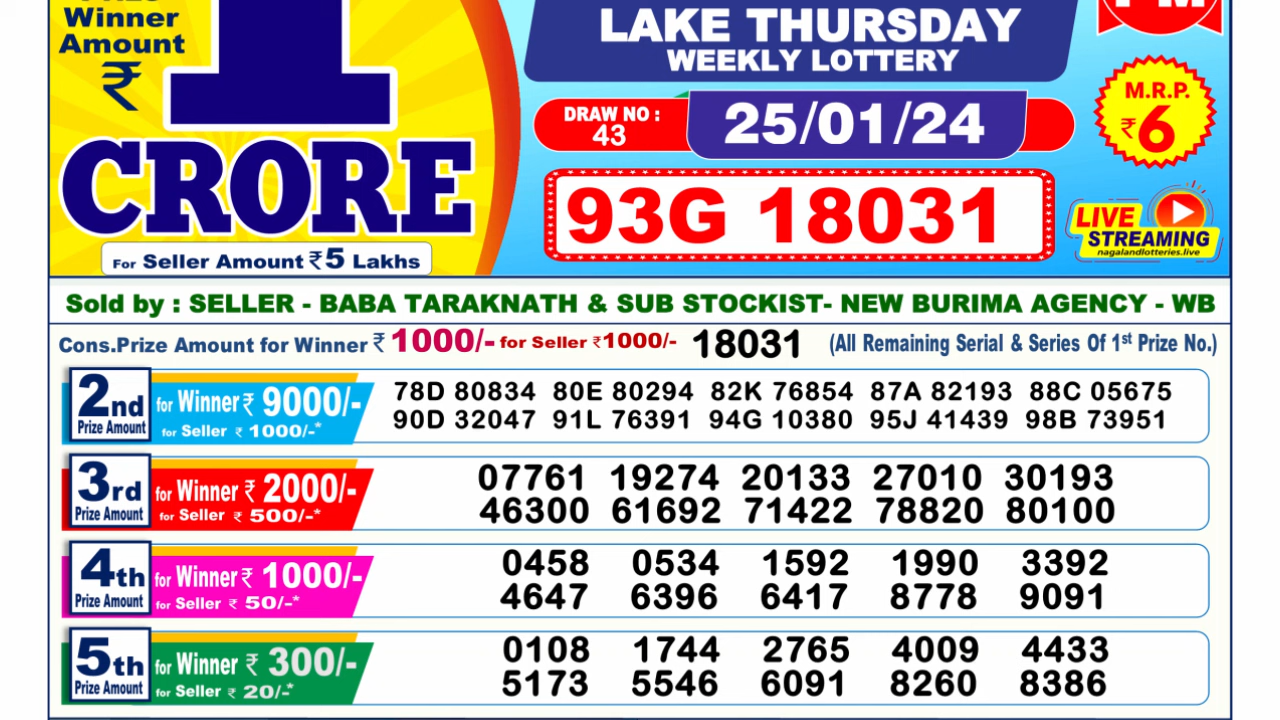 Winner
Amount
₹
1
CRORE
For Seller Amount ₹5 Lakhs
LAKE THURSDAY
WEEKLY LOTTERY
DRAW NO :
43
25/01/24
M.R.P.
₹6
93G 18031
LIVE
STREAMING
nagalandlotteries.live
Sold by : SELLER - BABA TARAKNATH & SUB STOCKIST- NEW BURIMA AGENCY - WB
Cons.Prize Amount for Winner ₹ 1000/- for Seller ₹1000/- 18031 (All Remaining Serial & Series Of 1st Prize No.)
2nd
Prize Amount
for Winner ₹ 9000/-
for Seller ₹ 1000/-*
78D 80834 80E 80294 82K 76854 87A 82193 88C 05675
90D 32047 91L 76391 94G 10380 95J 41439 98B 73951
3rd
Prize Amount
for Winner ₹ 2000/-
for Seller ₹ 500/-*
07761 19274 20133 27010 30193
46300 61692 71422 78820 80100
4th
Prize Amount
for Winner ₹ 1000/-
for Seller ₹ 50/-*
0458 0534 1592 1990 3392
4647 6396 6417 8778 9091
5th
Prize Amount
for Winner ₹ 300/-
for Seller ₹ 20/-*
0108 1744 2765 4009 4433
5173 5546 6091 8260 8386